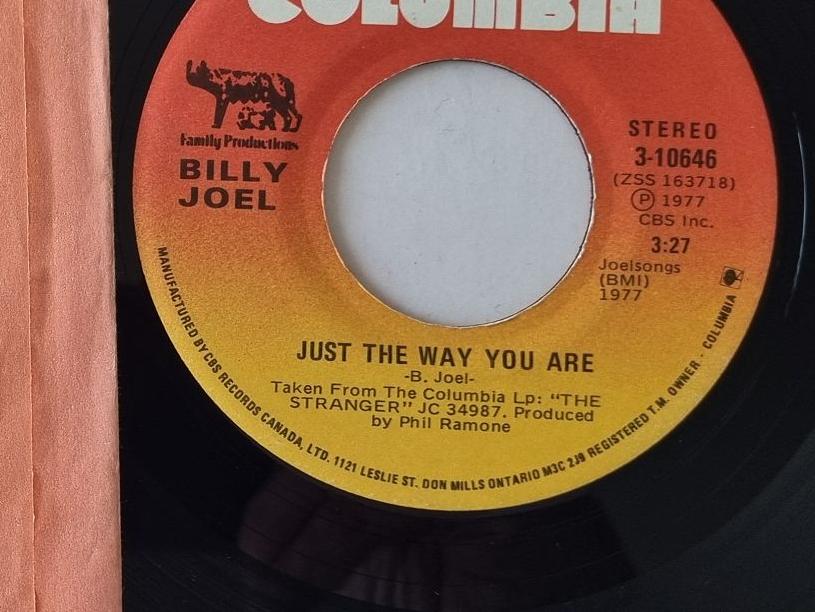 COLUMBIA
Family Productions
BILLY
JOEL
STEREO
3-10646
(ZSS 163718)
Ⓟ 1977
CBS Inc.
3:27
Joelsongs
(BMI)
1977
JUST THE WAY YOU ARE
-B. Joel-
Taken From The Columbia Lp: “THE
STRANGER” JC 34987. Produced
by Phil Ramone
MANUFACTURED BY CBS RECORDS CANADA, LTD. 1121 LESLIE ST. DON MILLS ONTARIO M3C 2J9 REGISTERED T.M. OWNER - COLUMBIA